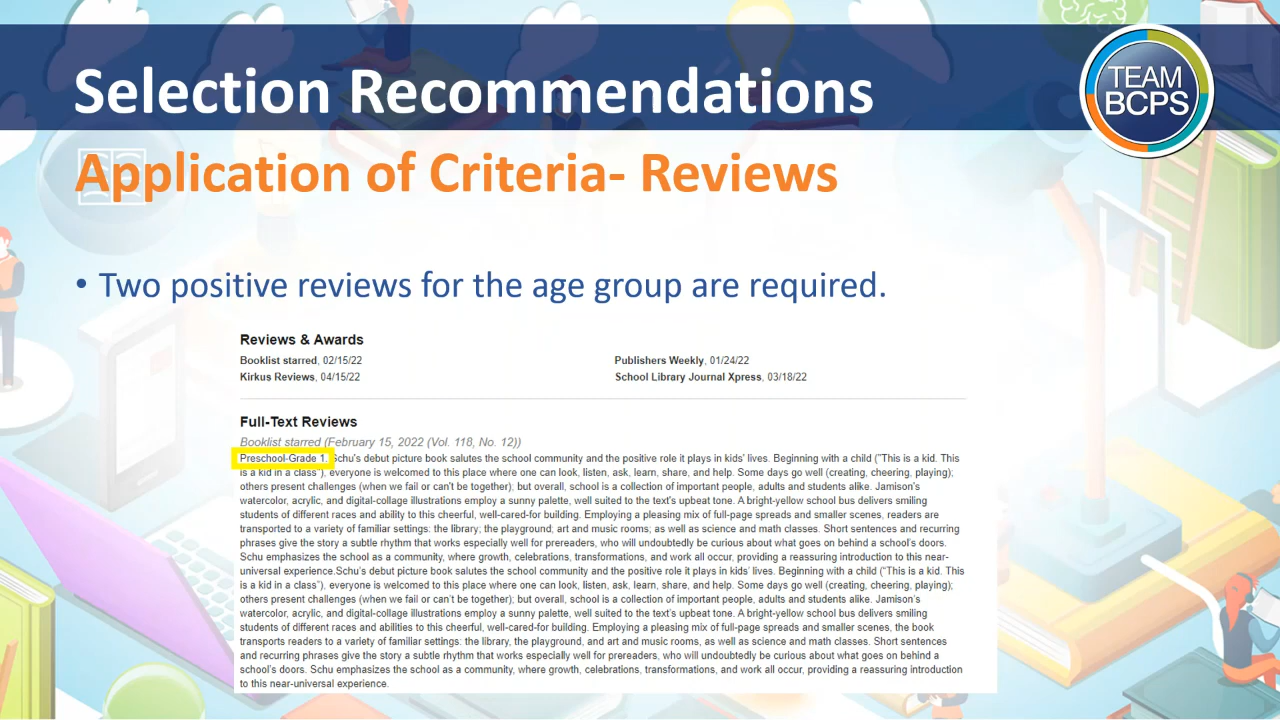 Selection Recommendations
TEAM
BCPS
Application of Criteria- Reviews
• Two positive reviews for the age group are required.
Reviews & Awards
Booklist starred, 02/15/22
Publishers Weekly, 01/24/22
Kirkus Reviews, 04/15/22
School Library Journal Xpress, 03/18/22
Full-Text Reviews
Booklist starred (February 15, 2022 (Vol. 118, No. 12))
Preschool-Grade 1. Schu's debut picture book salutes the school community and the positive role it plays in kids' lives. Beginning with a child ("This is a kid. This
is a kid in a class"), everyone is welcomed to this place where one can look, listen, ask, learn, share, and help. Some days go well (creating, cheering, playing);
others present challenges (when we fail or can't be together); but overall, school is a collection of important people, adults and students alike. Jamison's
watercolor, acrylic, and digital-collage illustrations employ a sunny palette, well suited to the text's upbeat tone. A bright-yellow school bus delivers smiling
students of different races and ability to this cheerful, well-cared-for building. Employing a pleasing mix of full-page spreads and smaller scenes, readers are
transported to a variety of familiar settings: the library; the playground; art and music rooms; as well as science and math classes. Short sentences and recurring
phrases give the story a subtle rhythm that works especially well for prereaders, who will undoubtedly be curious about what goes on behind a school's doors.
Schu emphasizes the school as a community, where growth, celebrations, transformations, and work all occur, providing a reassuring introduction to this near-
universal experience.Schu's debut picture book salutes the school community and the positive role it plays in kids' lives. Beginning with a child ("This is a kid. This
is a kid in a class"), everyone is welcomed to this place where one can look, listen, ask, learn, share, and help. Some days go well (creating, cheering, playing);
others present challenges (when we fail or can't be together); but overall, school is a collection of important people, adults and students alike. Jamison's
watercolor, acrylic, and digital-collage illustrations employ a sunny palette, well suited to the text's upbeat tone. A bright-yellow school bus delivers smiling
students of different races and abilities to this cheerful, well-cared-for building. Employing a pleasing mix of full-page spreads and smaller scenes, the book
transports readers to a variety of familiar settings: the library, the playground, and art and music rooms, as well as science and math classes. Short sentences
and recurring phrases give the story a subtle rhythm that works especially well for prereaders, who will undoubtedly be curious about what goes on behind a
school's doors. Schu emphasizes the school as a community, where growth, celebrations, transformations, and work all occur, providing a reassuring introduction
to this near-universal experience.